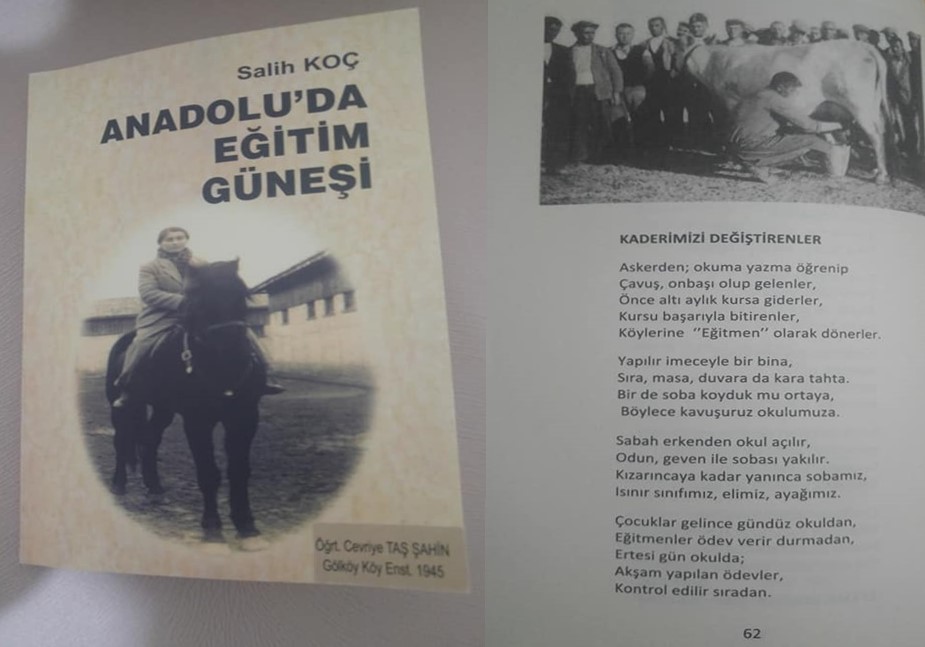 Salih KOÇ
ANADOLU'DA
EĞİTİM
GÜNEŞİ
Öğrt. Cevriye TAŞ ŞAHİN
Gölköy Köy Enst. 1945
KADERİMİZİ DEĞİŞTİRENLER
Askerden; okuma yazma öğrenip
Çavuş, onbaşı olup gelenler,
Önce altı aylık kursa giderler,
Kursu başarıyla bitirenler,
Köylerine ''Eğitmen'' olarak dönerler.
Yapılır imeceyle bir bina,
Sıra, masa, duvara da kara tahta.
Bir de soba koyduk mu ortaya,
Böylece kavuşuruz okulumuza.
Sabah erkenden okul açılır,
Odun, geven ile sobası yakılır.
Kızarıncaya kadar yanınca sobamız,
Isınır sınıfımız, elimiz, ayağımız.
Çocuklar gelince gündüz okuldan,
Eğitmenler ödev verir durmadan,
Ertesi gün okulda;
Akşam yapılan ödevler,
Kontrol edilir sıradan.
62